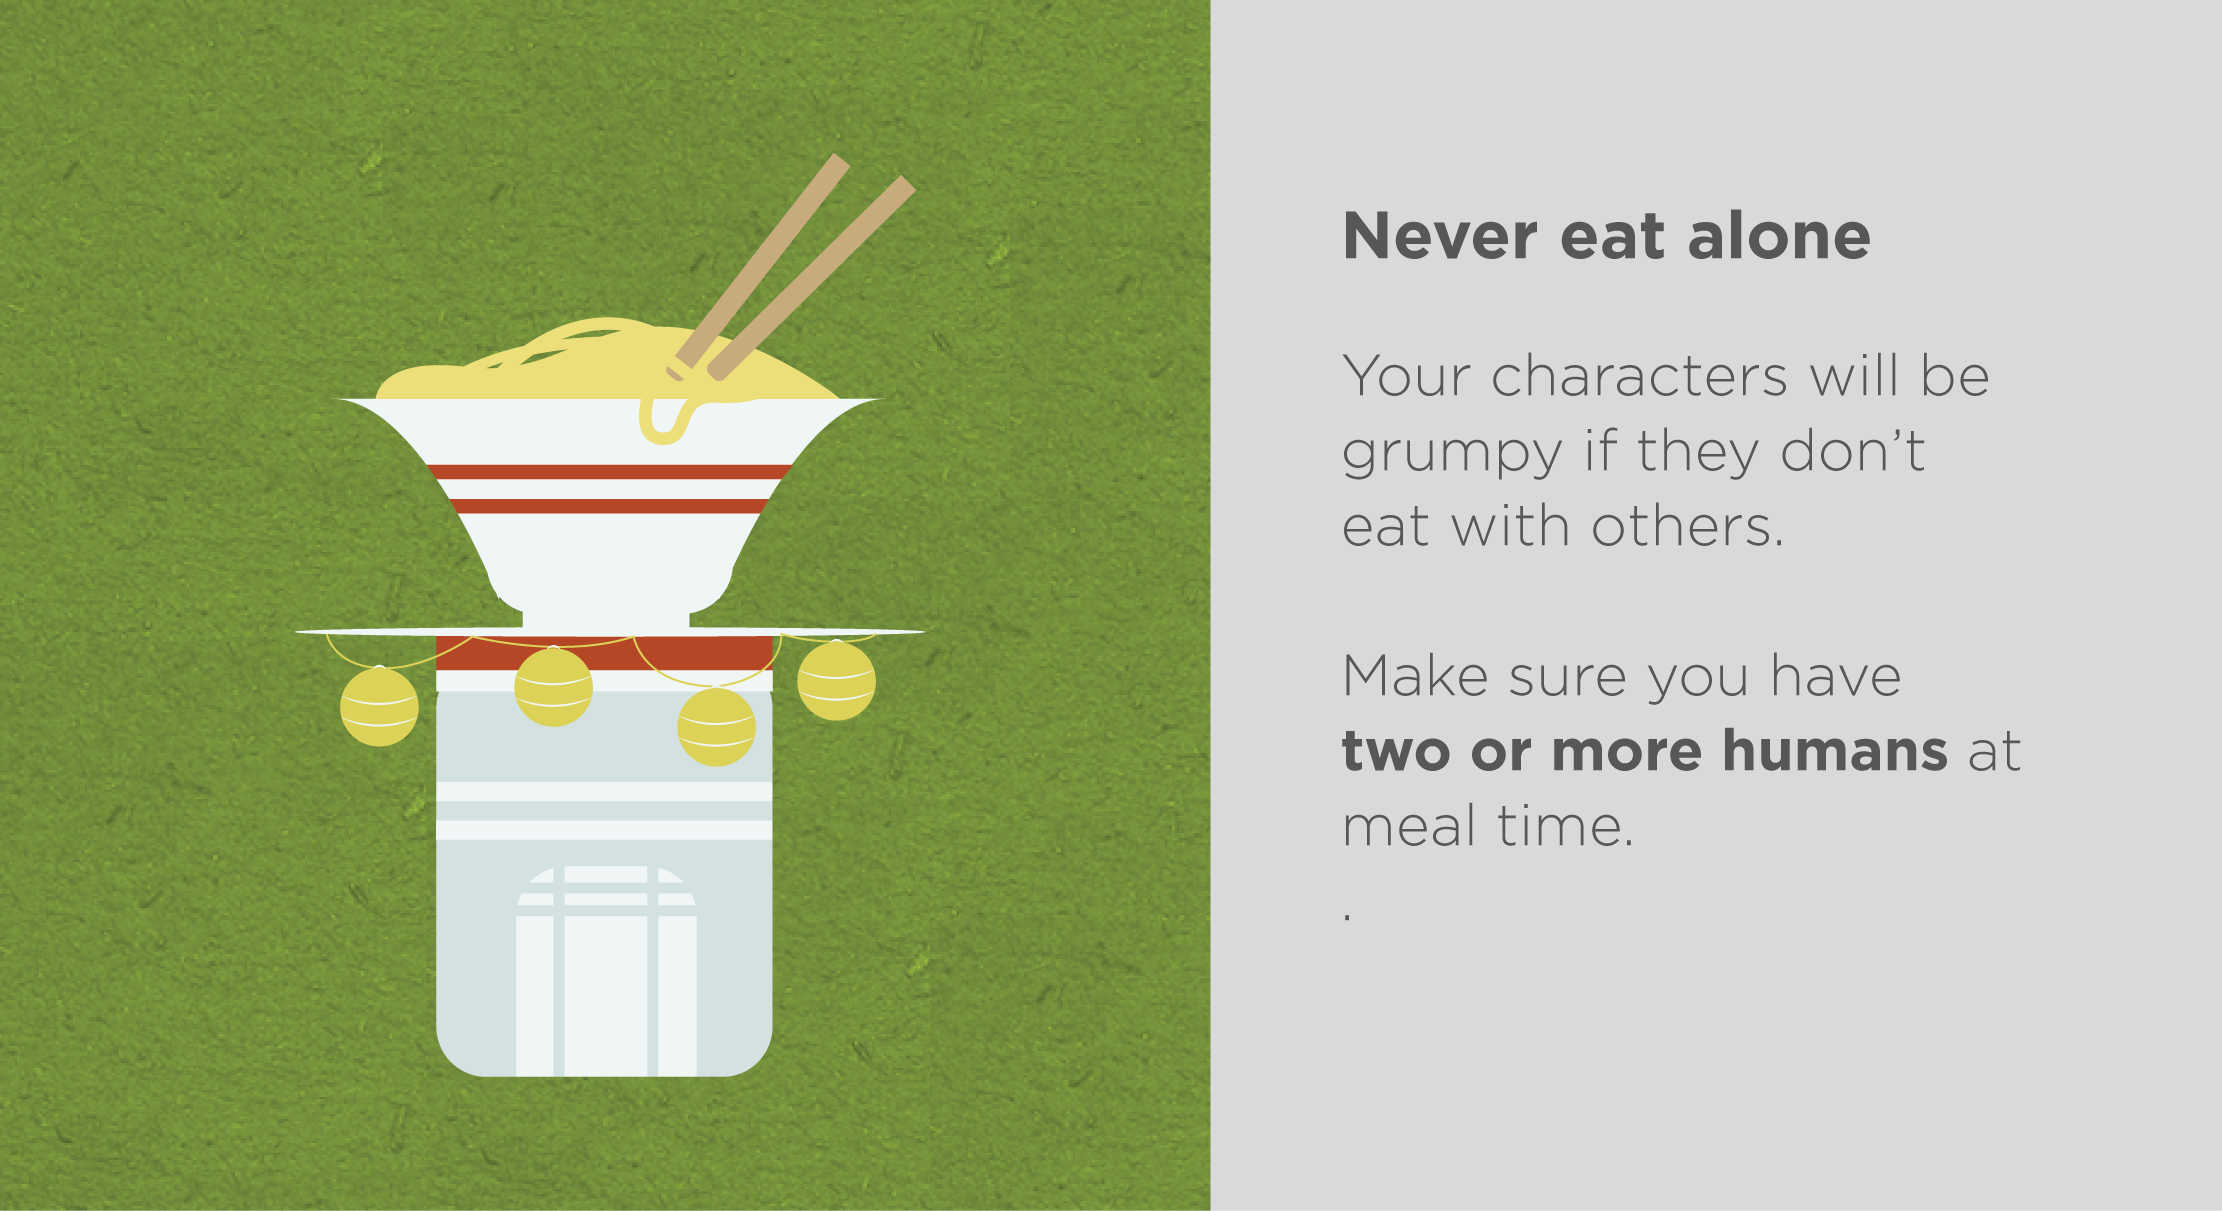 Never eat alone
Your characters will be
grumpy if they don’t
eat with others.
Make sure you have
two or more humans at
meal time.
.